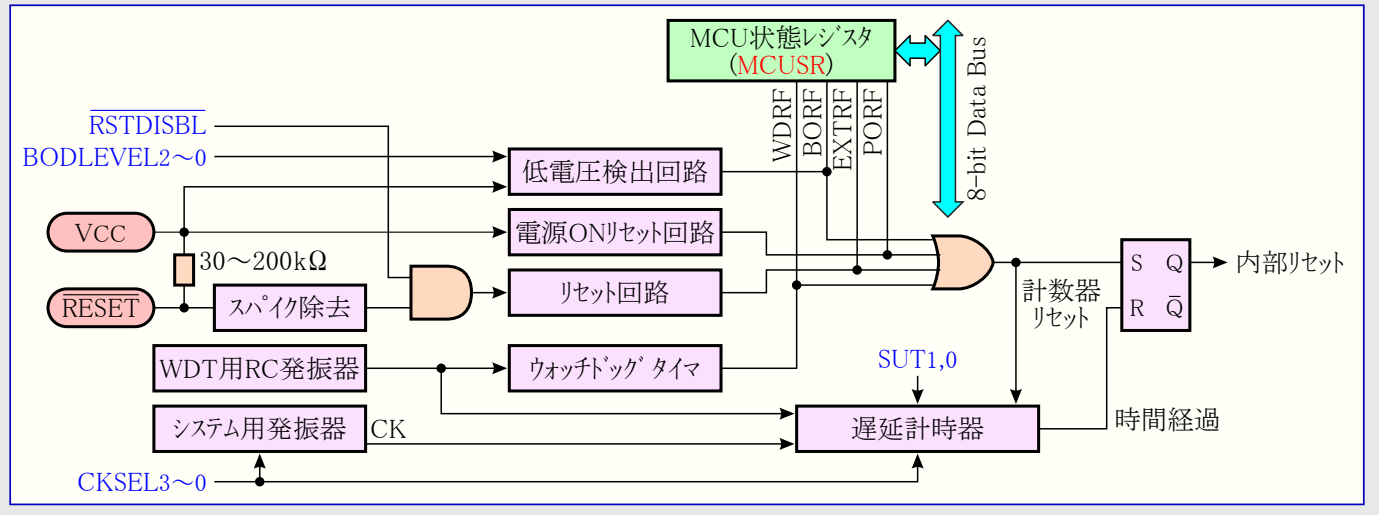 MCU状態レジスタ
(MCUSR)
WDRF
BORF
EXTRF
PORF
8-bit Data Bus
RSTDISBL
BODLEVEL2～0
低電圧検出回路
VCC
電源ONリセット回路
30～200kΩ
リセット回路
RESET
スパイク除去
S Q
R Q
内部リセット
計数器
リセット
WDT用RC発振器
ウォッチドッグ タイマ
SUT1,0
システム用発振器
CK
遅延計時器
時間経過
CKSEL3～0